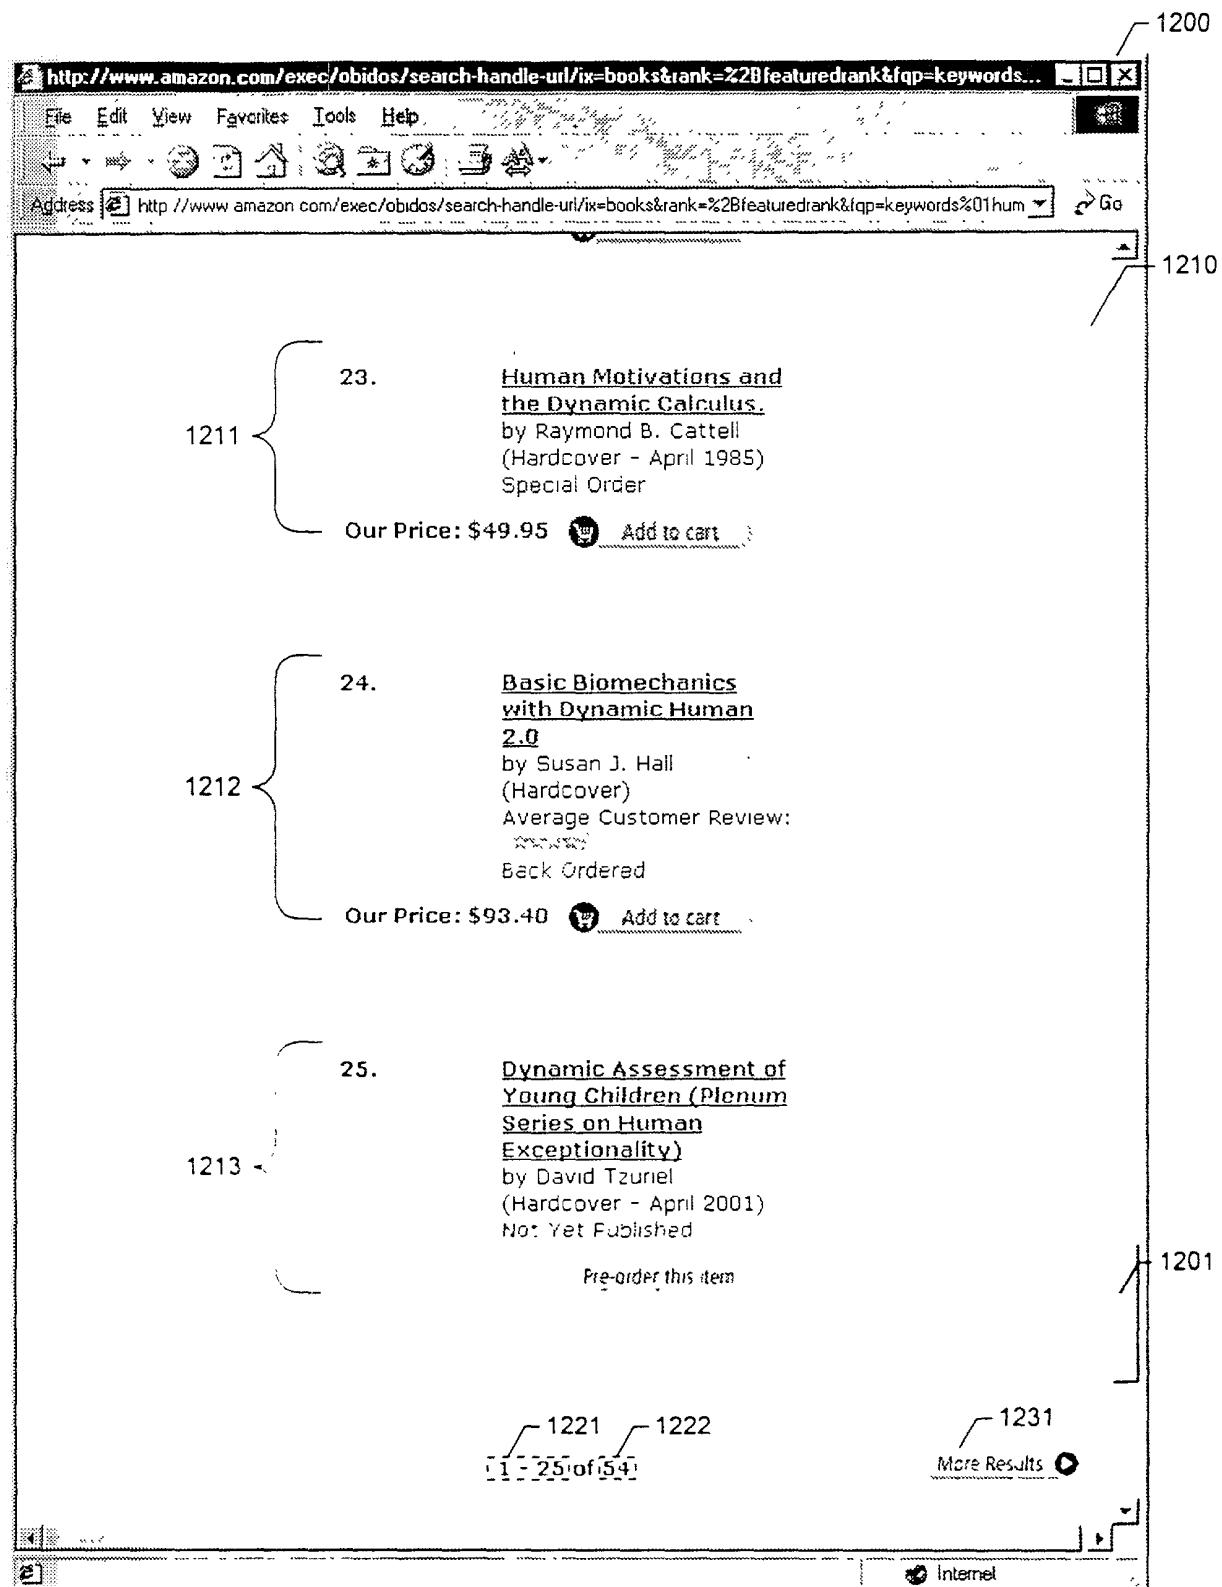 1200
http://www.amazon.com/exec/obidos/search-handle-url/ix=books&rank=%2Bfeaturedrank&fqp=keywords...
File Edit View Favorites Tools Help
Address http //www amazon com/exec/obidos/search-handle-url/ix=books&rank=%2Bfeaturedrank&fqp=keywords%01hum Go
1210
1211
23. Human Motivations and
the Dynamic Calculus.
by Raymond B. Cattell
(Hardcover - April 1985)
Special Order
Our Price: $49.95 Add to cart
1212
24. Basic Biomechanics
with Dynamic Human
2.0
by Susan J. Hall
(Hardcover)
Average Customer Review:
Back Ordered
Our Price: $93.40 Add to cart
1213
25. Dynamic Assessment of
Young Children (Plenum
Series on Human
Exceptionality)
by David Tzuriel
(Hardcover - April 2001)
Not Yet Published
Pre-order this item
1201
1221 1222 1231
1 - 25 of 54 More Results
Internet